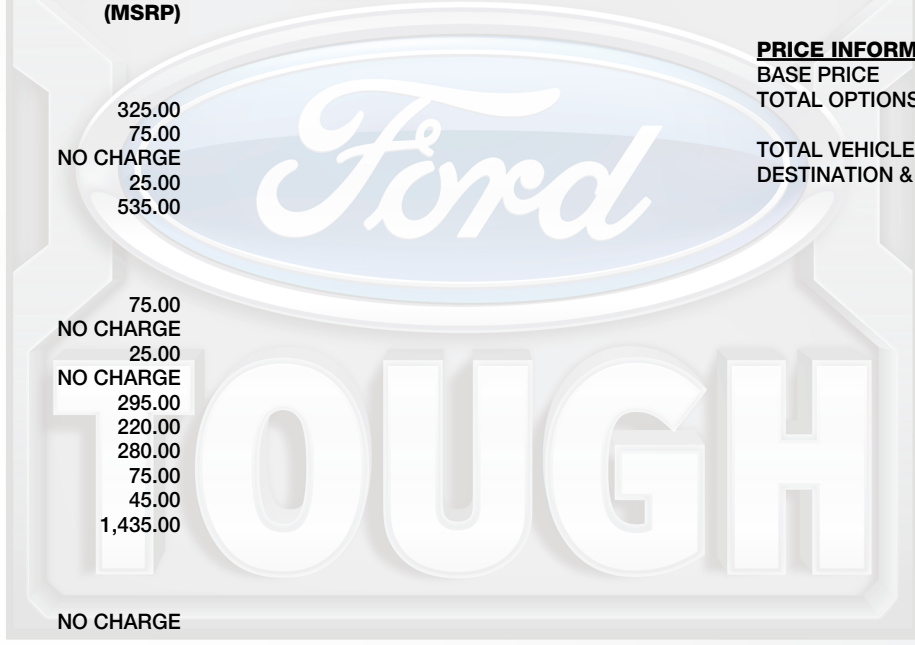 (MSRP)
325.00
75.00
NO CHARGE
25.00
535.00
75.00
NO CHARGE
25.00
NO CHARGE
295.00
220.00
280.00
75.00
45.00
1,435.00
NO CHARGE
PRICE INFORM
BASE PRICE
TOTAL OPTIONS
TOTAL VEHICLE
DESTINATION &
Ford
TOUGH